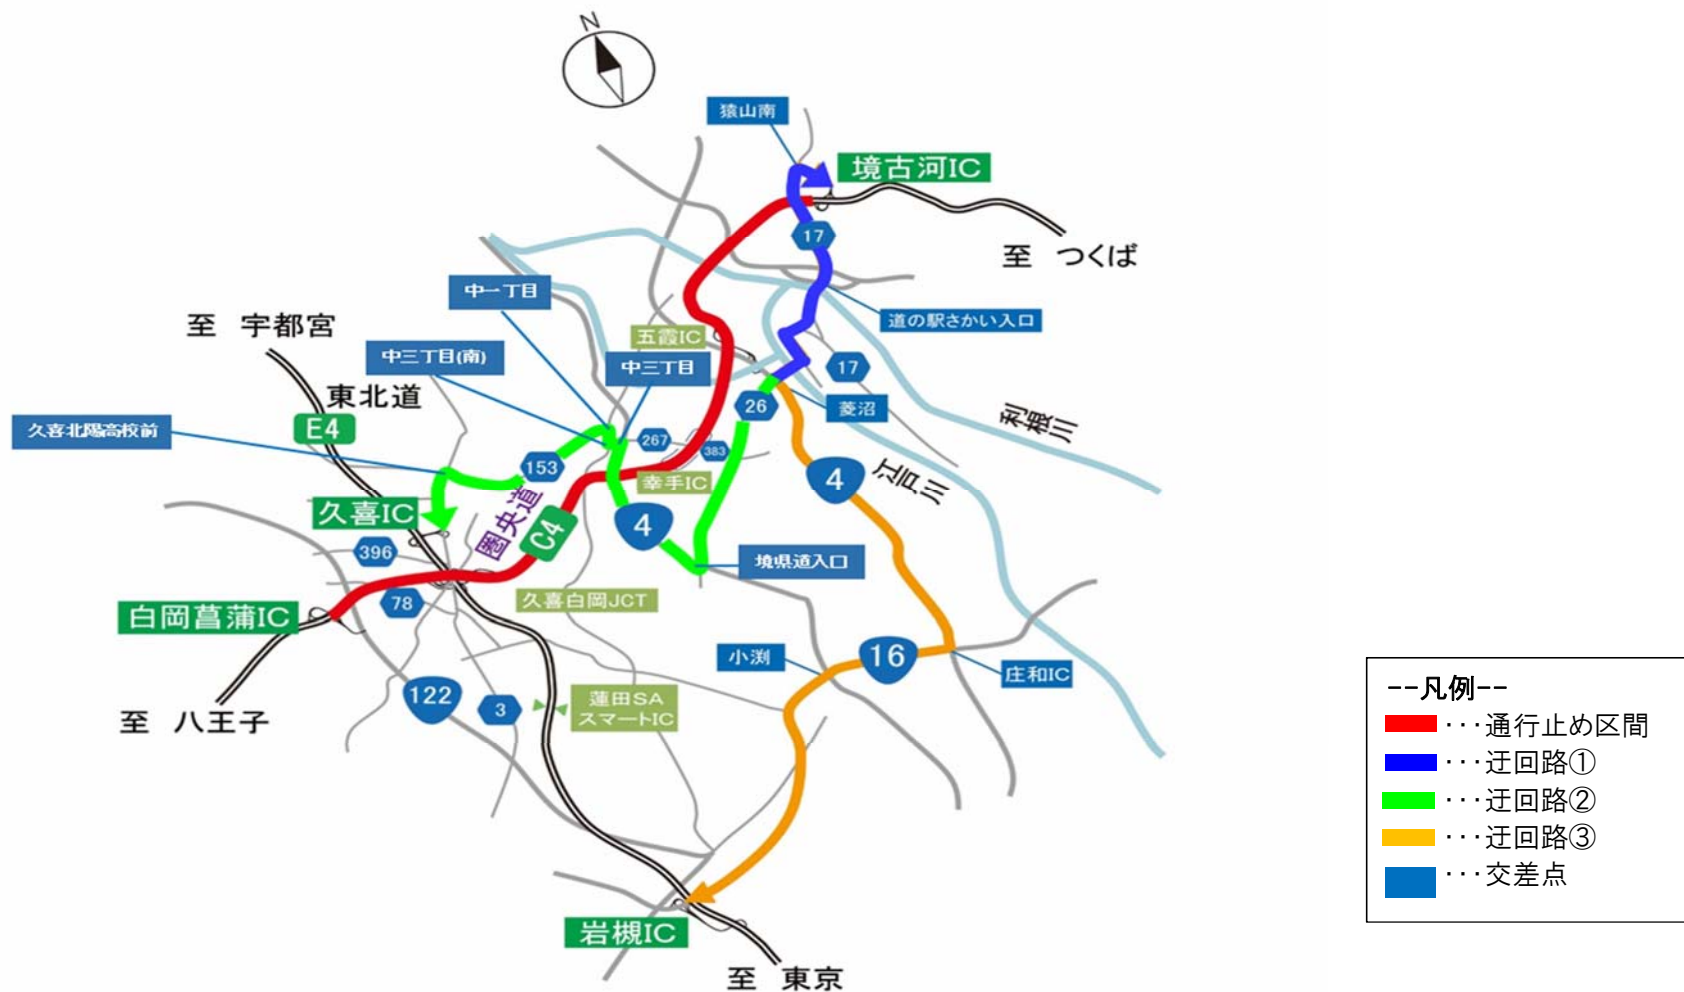 N
猿山南
境古河IC
17
至 つくば
中一丁目
道の駅さかい入口
至 宇都宮
五霞IC
中三丁目(南)
中三丁目
17
東北道
26
菱沼
利根川
久喜北陽高校前
E4
267
383
153
4
江戸川
幸手IC
久喜IC
圏央道
C4
4
396
境県道入口
78
久喜白岡JCT
白岡菖蒲IC
小渕
16
庄和IC
122
3
蓮田SA
スマートIC
至 八王子
岩槻IC
至 東京
--凡例--
･･･通行止め区間
･･･迂回路①
･･･迂回路②
･･･迂回路③
･･･交差点